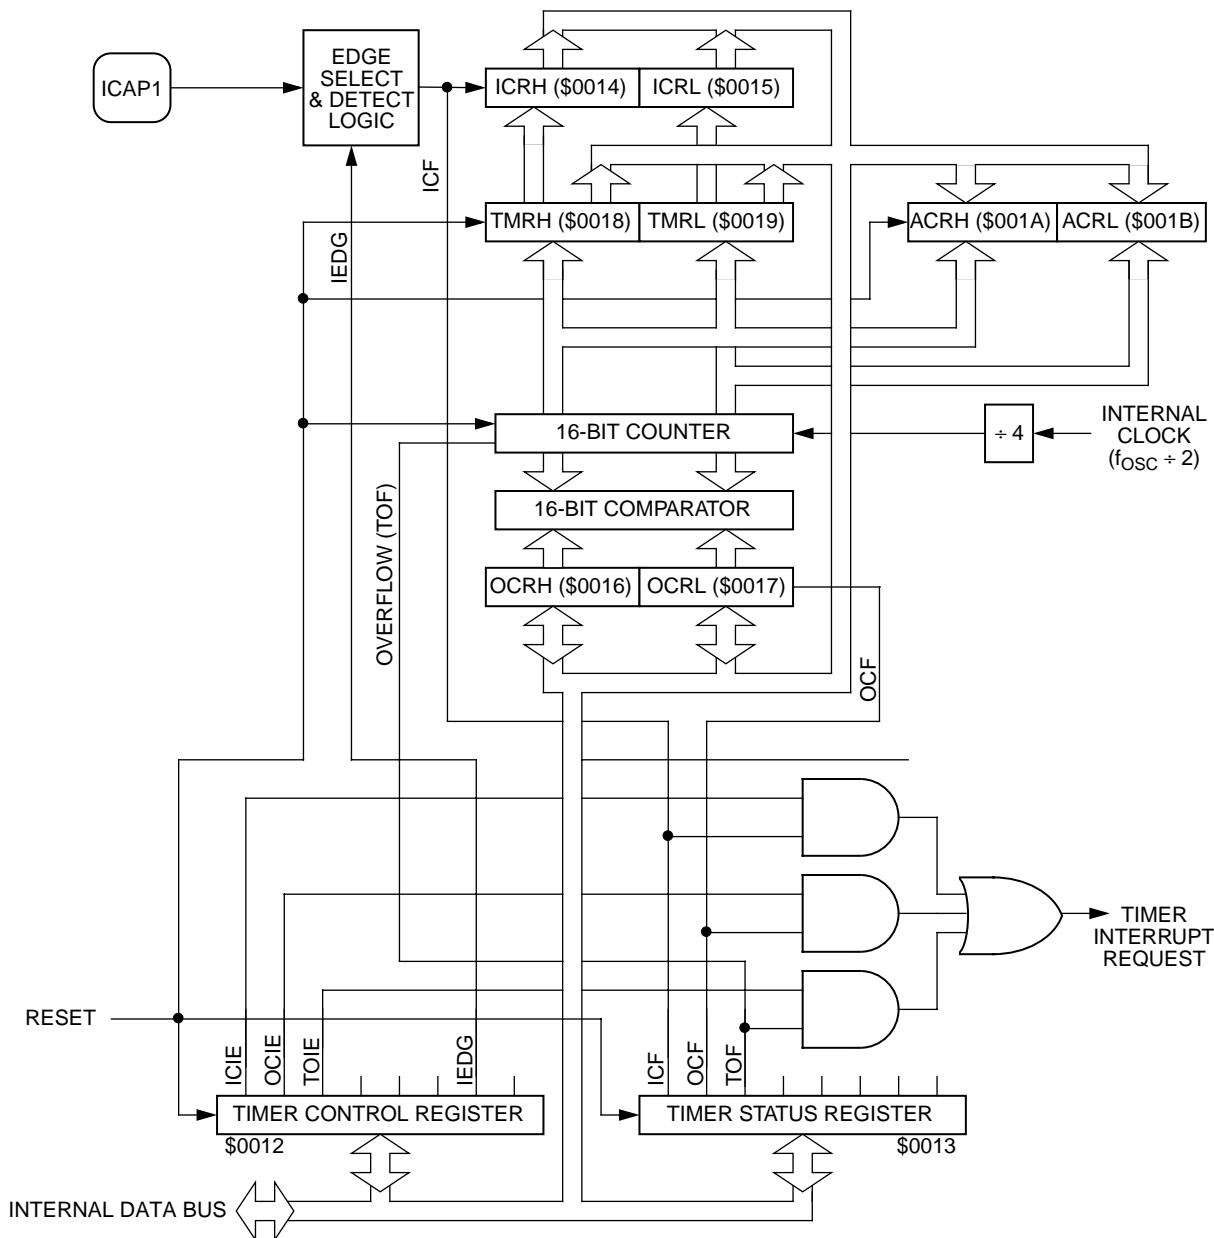 ICAP1
EDGE
SELECT
& DETECT
LOGIC
ICRH ($0014)
ICRL ($0015)
ICF
IEDG
TMRH ($0018)
TMRL ($0019)
ACRH ($001A)
ACRL ($001B)
16-BIT COUNTER
÷ 4
INTERNAL
CLOCK
(fOSC ÷ 2)
16-BIT COMPARATOR
OVERFLOW (TOF)
OCRH ($0016)
OCRL ($0017)
OCF
TIMER
INTERRUPT
REQUEST
RESET
ICIE
OCIE
TOIE
IEDG
ICF
OCF
TOF
TIMER CONTROL REGISTER
$0012
TIMER STATUS REGISTER
$0013
INTERNAL DATA BUS